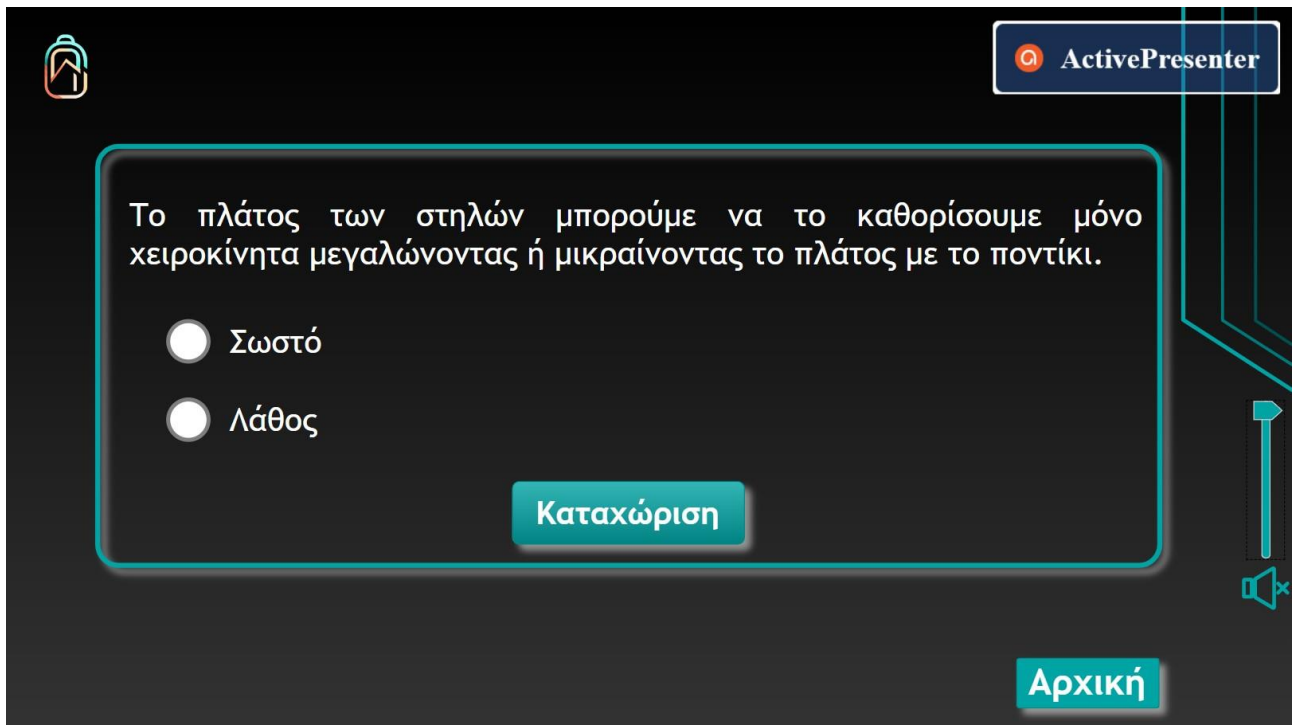 ActivePresenter
Το πλάτος των στηλών μπορούμε να το καθορίσουμε μόνο
χειροκίνητα μεγαλώνοντας ή μικραίνοντας το πλάτος με το ποντίκι.
Σωστό
Λάθος
Καταχώριση
Αρχική